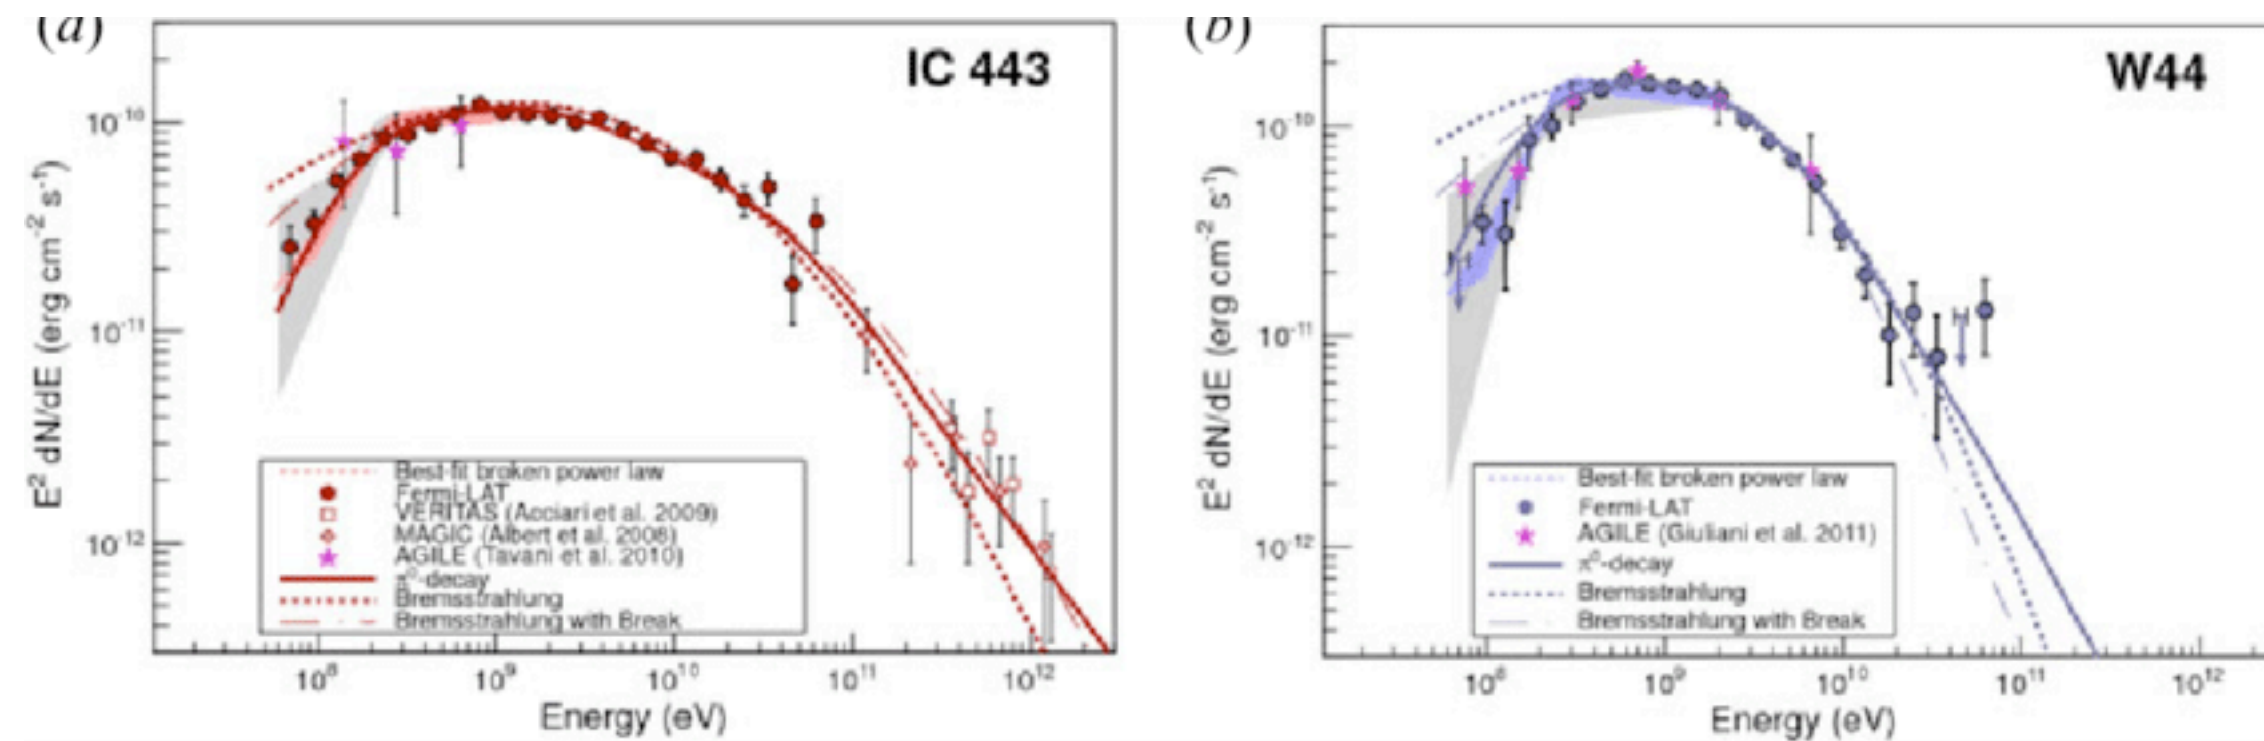 (a)
IC 443
E² dN/dE (erg cm⁻² s⁻¹)
10⁻¹⁰
10⁻¹¹
10⁻¹²
Best-fit broken power law
Fermi-LAT
VERITAS (Acciari et al. 2009)
MAGIC (Albert et al. 2008)
AGILE (Tavani et al. 2010)
π⁰-decay
Bremsstrahlung
Bremsstrahlung with Break
10⁸ 10⁹ 10¹⁰ 10¹¹ 10¹²
Energy (eV)
(b)
W44
E² dN/dE (erg cm⁻² s⁻¹)
10⁻¹⁰
10⁻¹¹
10⁻¹²
Best-fit broken power law
Fermi-LAT
AGILE (Giuliani et al. 2011)
π⁰-decay
Bremsstrahlung
Bremsstrahlung with Break
10⁸ 10⁹ 10¹⁰ 10¹¹ 10¹²
Energy (eV)